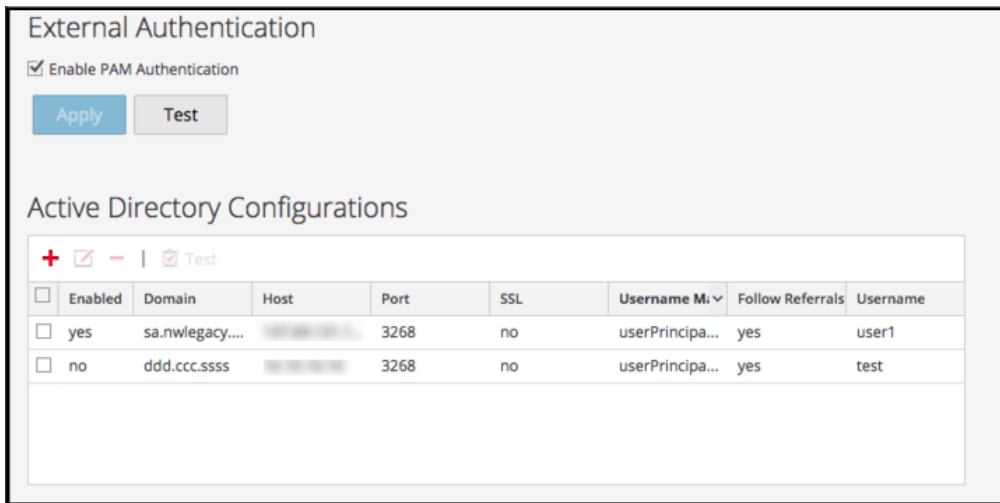 External Authentication
Enable PAM Authentication
Apply Test
Active Directory Configurations
Test
Enabled Domain Host Port SSL Username Ma Follow Referrals Username
yes sa.nwlegacy.... 3268 no userPrincipa... yes user1
no ddd.ccc.ssss 3268 no userPrincipa... yes test